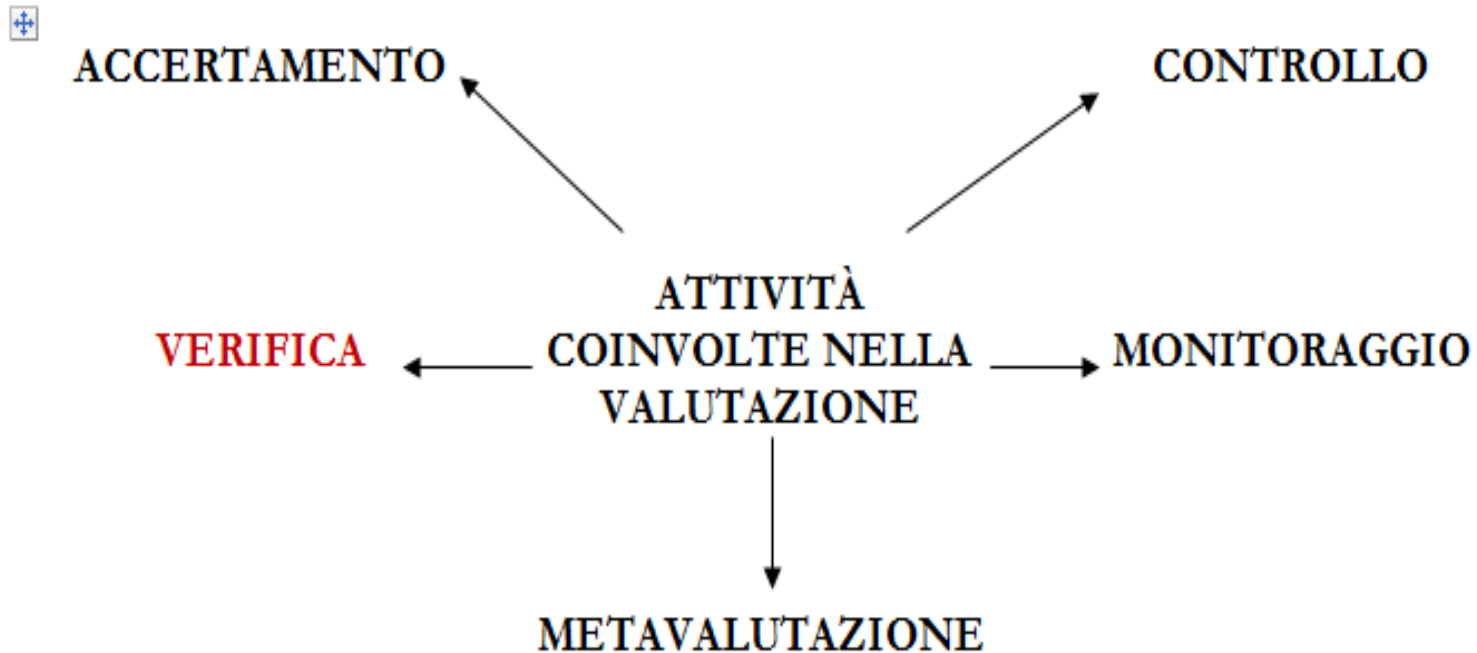 ACCERTAMENTO
CONTROLLO
ATTIVITÀ
COINVOLTE NELLA
VALUTAZIONE
VERIFICA
MONITORAGGIO
METAVALUTAZIONE